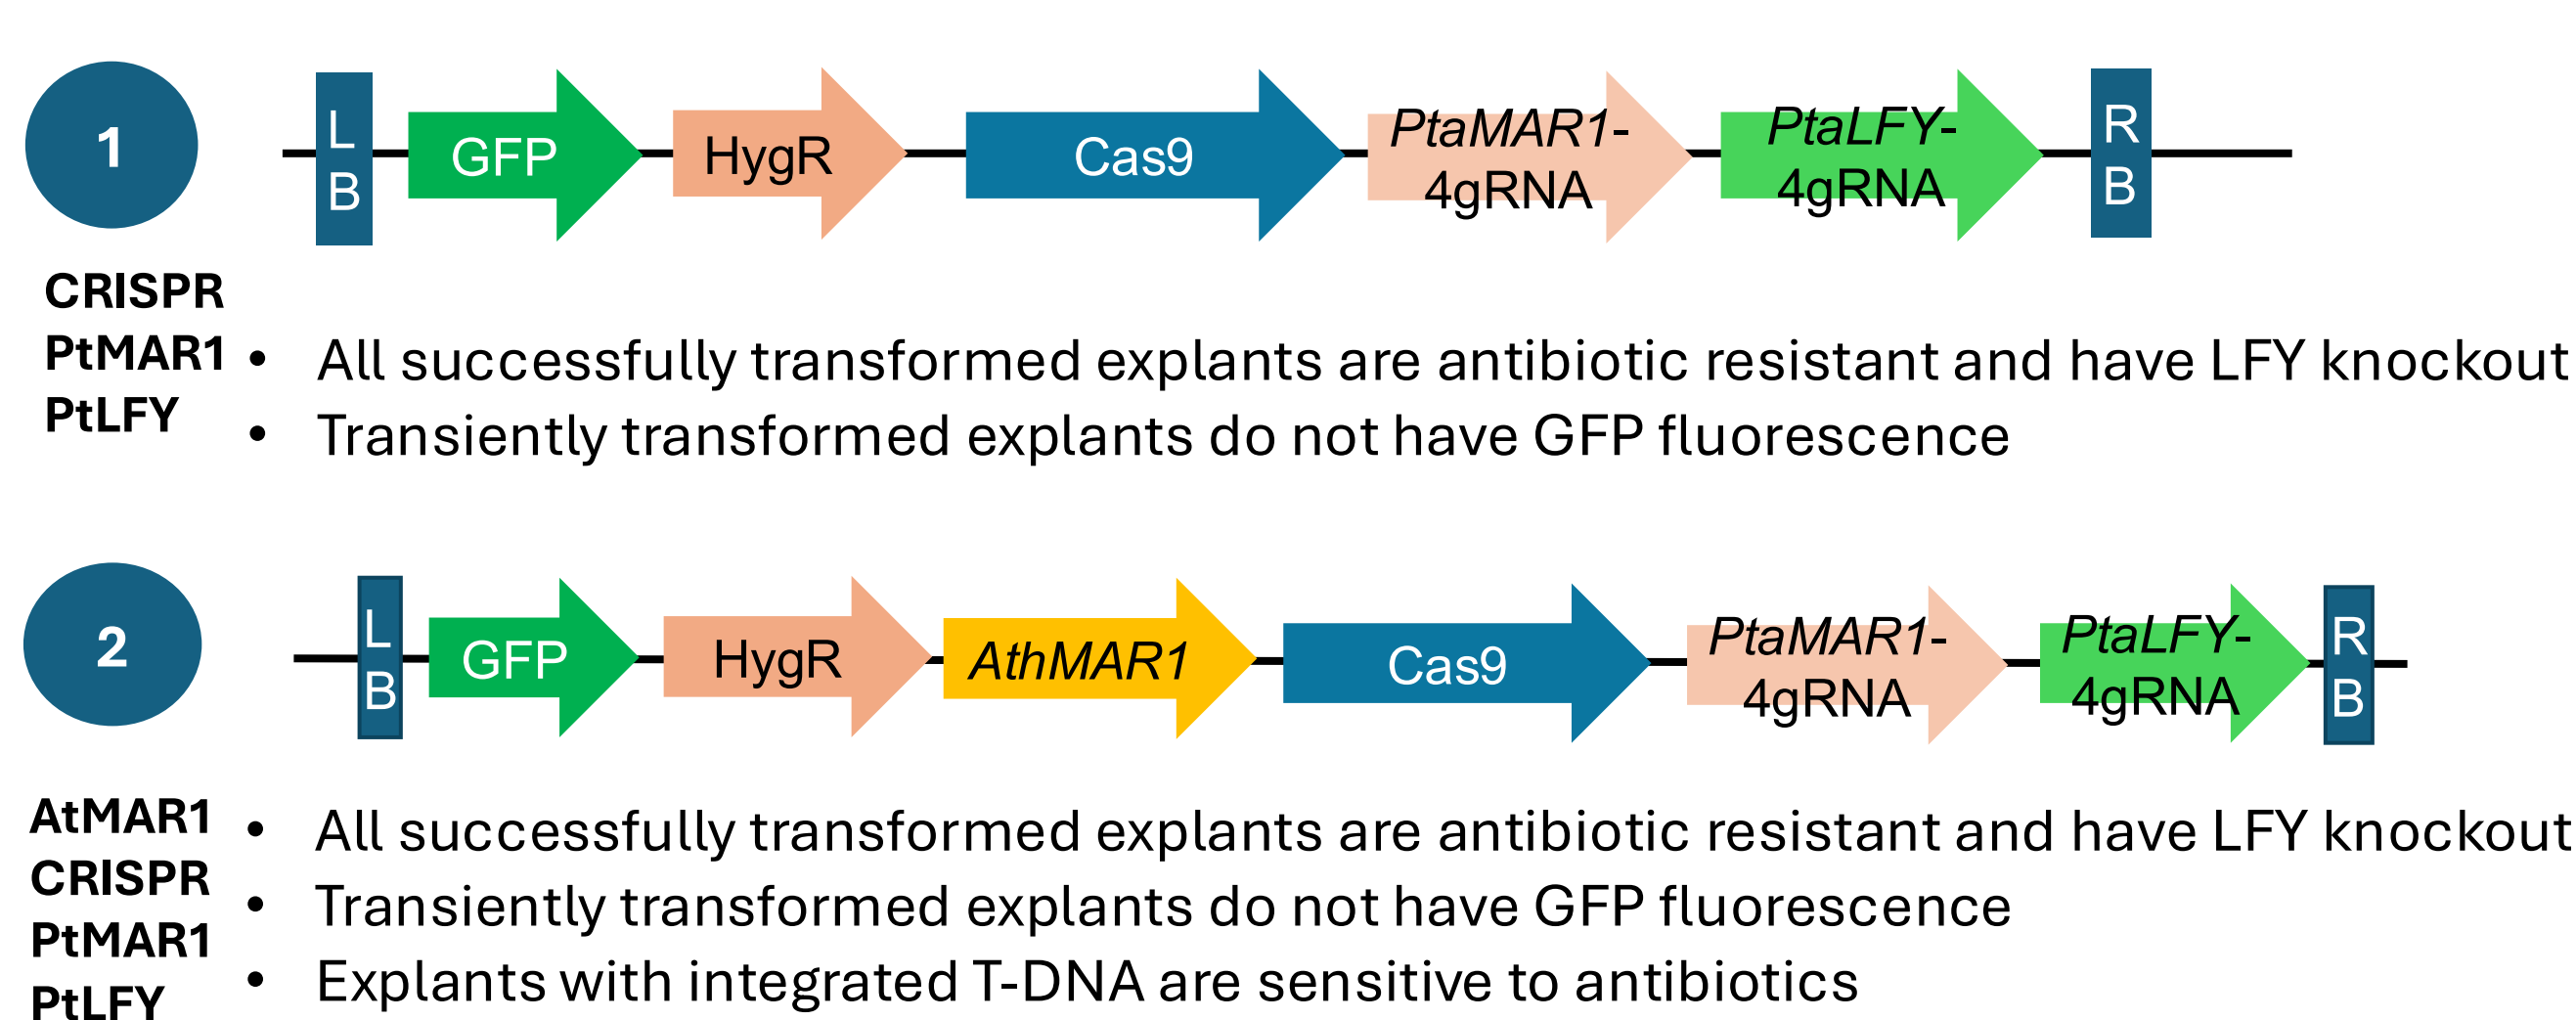 1
L
B
GFP
HygR
Cas9
PtaMAR1-
4gRNA
PtaLFY-
4gRNA
R
B
CRISPR
PtMAR1
PtLFY
• All successfully transformed explants are antibiotic resistant and have LFY knockout
• Transiently transformed explants do not have GFP fluorescence
2
L
B
GFP
HygR
AthMAR1
Cas9
PtaMAR1-
4gRNA
PtaLFY-
4gRNA
R
B
AtMAR1
CRISPR
PtMAR1
PtLFY
• All successfully transformed explants are antibiotic resistant and have LFY knockout
• Transiently transformed explants do not have GFP fluorescence
• Explants with integrated T-DNA are sensitive to antibiotics